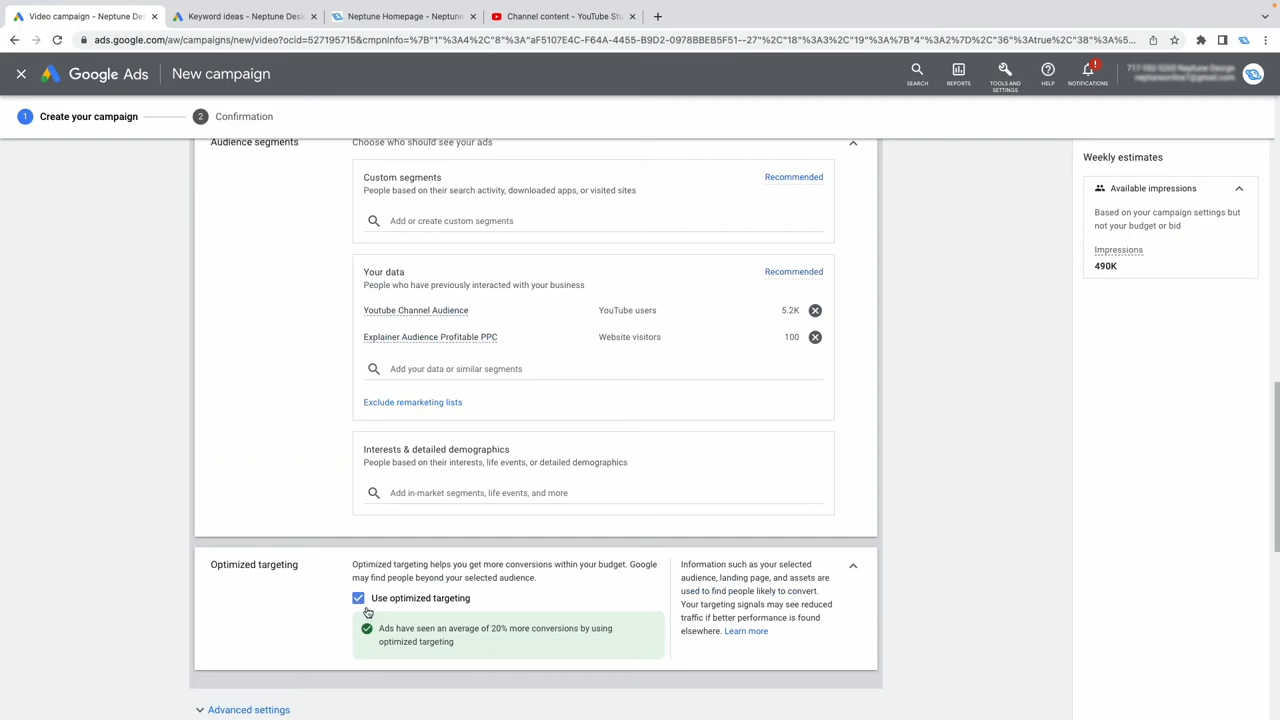 Video campaign - Neptune Des
Keyword ideas - Neptune Desi
Neptune Homepage - Neptune
Channel content - YouTube Stu
ads.google.com/aw/campaigns/new/video?ocid=527195715&cmpnInfo=%7B"1"%3A4%2C"8"%3A"aF5107E4C-F64A-4455-B9D2-0978BBEB5F51--27"%2C"18"%3A3%2C"19"%3A%7B"4"%3A2%7D%2C"36"%3Atrue%2C"38"%3A%5...
Google Ads
New campaign
SEARCH
REPORTS
TOOLS AND SETTINGS
HELP
NOTIFICATIONS
!
1 Create your campaign
2 Confirmation
Audience segments
Choose who should see your ads
Custom segments
Recommended
People based on their search activity, downloaded apps, or visited sites
Add or create custom segments
Your data
Recommended
People who have previously interacted with your business
Youtube Channel Audience
YouTube users
5.2K
Explainer Audience Profitable PPC
Website visitors
100
Add your data or similar segments
Exclude remarketing lists
Interests & detailed demographics
People based on their interests, life events, or detailed demographics
Add in-market segments, life events, and more
Optimized targeting
Optimized targeting helps you get more conversions within your budget. Google
may find people beyond your selected audience.
Use optimized targeting
Ads have seen an average of 20% more conversions by using
optimized targeting
Information such as your selected
audience, landing page, and assets are
used to find people likely to convert.
Your targeting signals may see reduced
traffic if better performance is found
elsewhere. Learn more
Advanced settings
Weekly estimates
Available impressions
Based on your campaign settings but
not your budget or bid
Impressions
490K